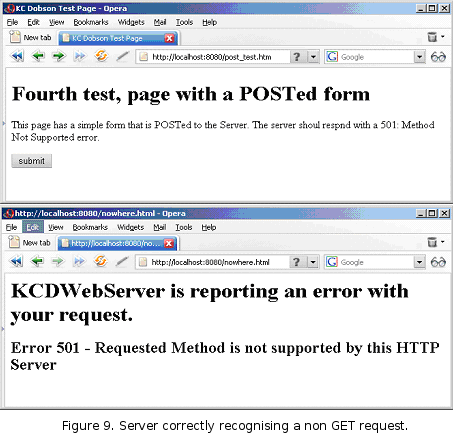 KC Dobson Test Page - Opera
File Edit View Bookmarks Widgets Mail Tools Help
New tab KC Dobson Test Page
http://localhost:8080/post_test.htm ? G Google
Fourth test, page with a POSTed form
This page has a simple form that is POSTed to the Server. The server shoul respnd with a 501: Method
Not Supported error.
submit
http://localhost:8080/nowhere.html - Opera
File Edit View Bookmarks Widgets Mail Tools Help
New tab http://localhost:8080/no...
http://localhost:8080/nowhere.html ? G Google
KCDWebServer is reporting an error with
your request.
Error 501 - Requested Method is not supported by this HTTP
Server
Figure 9. Server correctly recognising a non GET request.